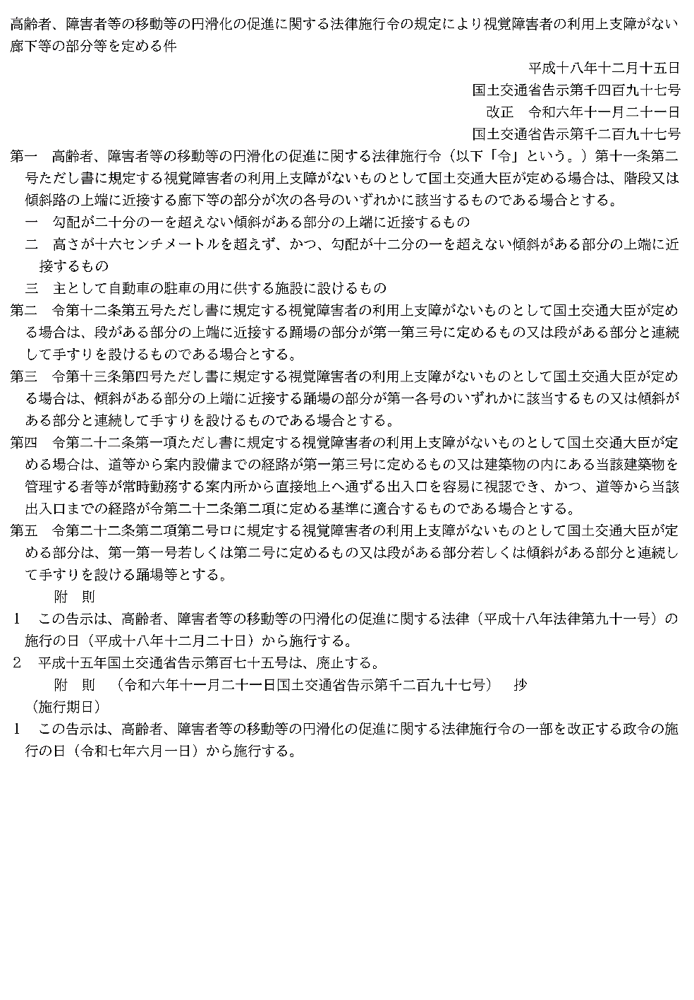 高齢者、障害者等の移動等の円滑化の促進に関する法律施行令の規定により視覚障害者の利用上支障がない
廊下等の部分等を定める件
平成十八年十二月十五日
国土交通省告示第千四百九十七号
改正　令和六年十一月二十一日
国土交通省告示第千二百九十七号
第一　高齢者、障害者等の移動等の円滑化の促進に関する法律施行令（以下「令」という。）第十一条第二
号ただし書に規定する視覚障害者の利用上支障がないものとして国土交通大臣が定める場合は、階段又は
傾斜路の上端に近接する廊下等の部分が次の各号のいずれかに該当するものである場合とする。
一　勾配が二十分の一を超えない傾斜がある部分の上端に近接するもの
二　高さが十六センチメートルを超えず、かつ、勾配が十二分の一を超えない傾斜がある部分の上端に近
接するもの
三　主として自動車の駐車の用に供する施設に設けるもの
第二　令第十二条第五号ただし書に規定する視覚障害者の利用上支障がないものとして国土交通大臣が定め
る場合は、段がある部分の上端に近接する踊場の部分が第一第三号に定めるもの又は段がある部分と連続
して手すりを設けるものである場合とする。
第三　令第十三条第四号ただし書に規定する視覚障害者の利用上支障がないものとして国土交通大臣が定め
る場合は、傾斜がある部分の上端に近接する踊場の部分が第一各号のいずれかに該当するもの又は傾斜が
ある部分と連続して手すりを設けるものである場合とする。
第四　令第二十二条第一項ただし書に規定する視覚障害者の利用上支障がないものとして国土交通大臣が定
める場合は、道等から案内設備までの経路が第一第三号に定めるもの又は建築物の内にある当該建築物を
管理する者等が常時勤務する案内所から直接地上へ通ずる出入口を容易に視認でき、かつ、道等から当該
出入口までの経路が令第二十二条第二項に定める基準に適合するものである場合とする。
第五　令第二十二条第二項第二号ロに規定する視覚障害者の利用上支障がないものとして国土交通大臣が定
める部分は、第一第一号若しくは第二号に定めるもの又は段がある部分若しくは傾斜がある部分と連続し
て手すりを設ける踊場等とする。
附　則
１　この告示は、高齢者、障害者等の移動等の円滑化の促進に関する法律（平成十八年法律第九十一号）の
施行の日（平成十八年十二月二十日）から施行する。
２　平成十五年国土交通省告示第百七十五号は、廃止する。
附　則　（令和六年十一月二十一日国土交通省告示第千二百九十七号）　抄
（施行期日）
１　この告示は、高齢者、障害者等の移動等の円滑化の促進に関する法律施行令の一部を改正する政令の施
行の日（令和七年六月一日）から施行する。